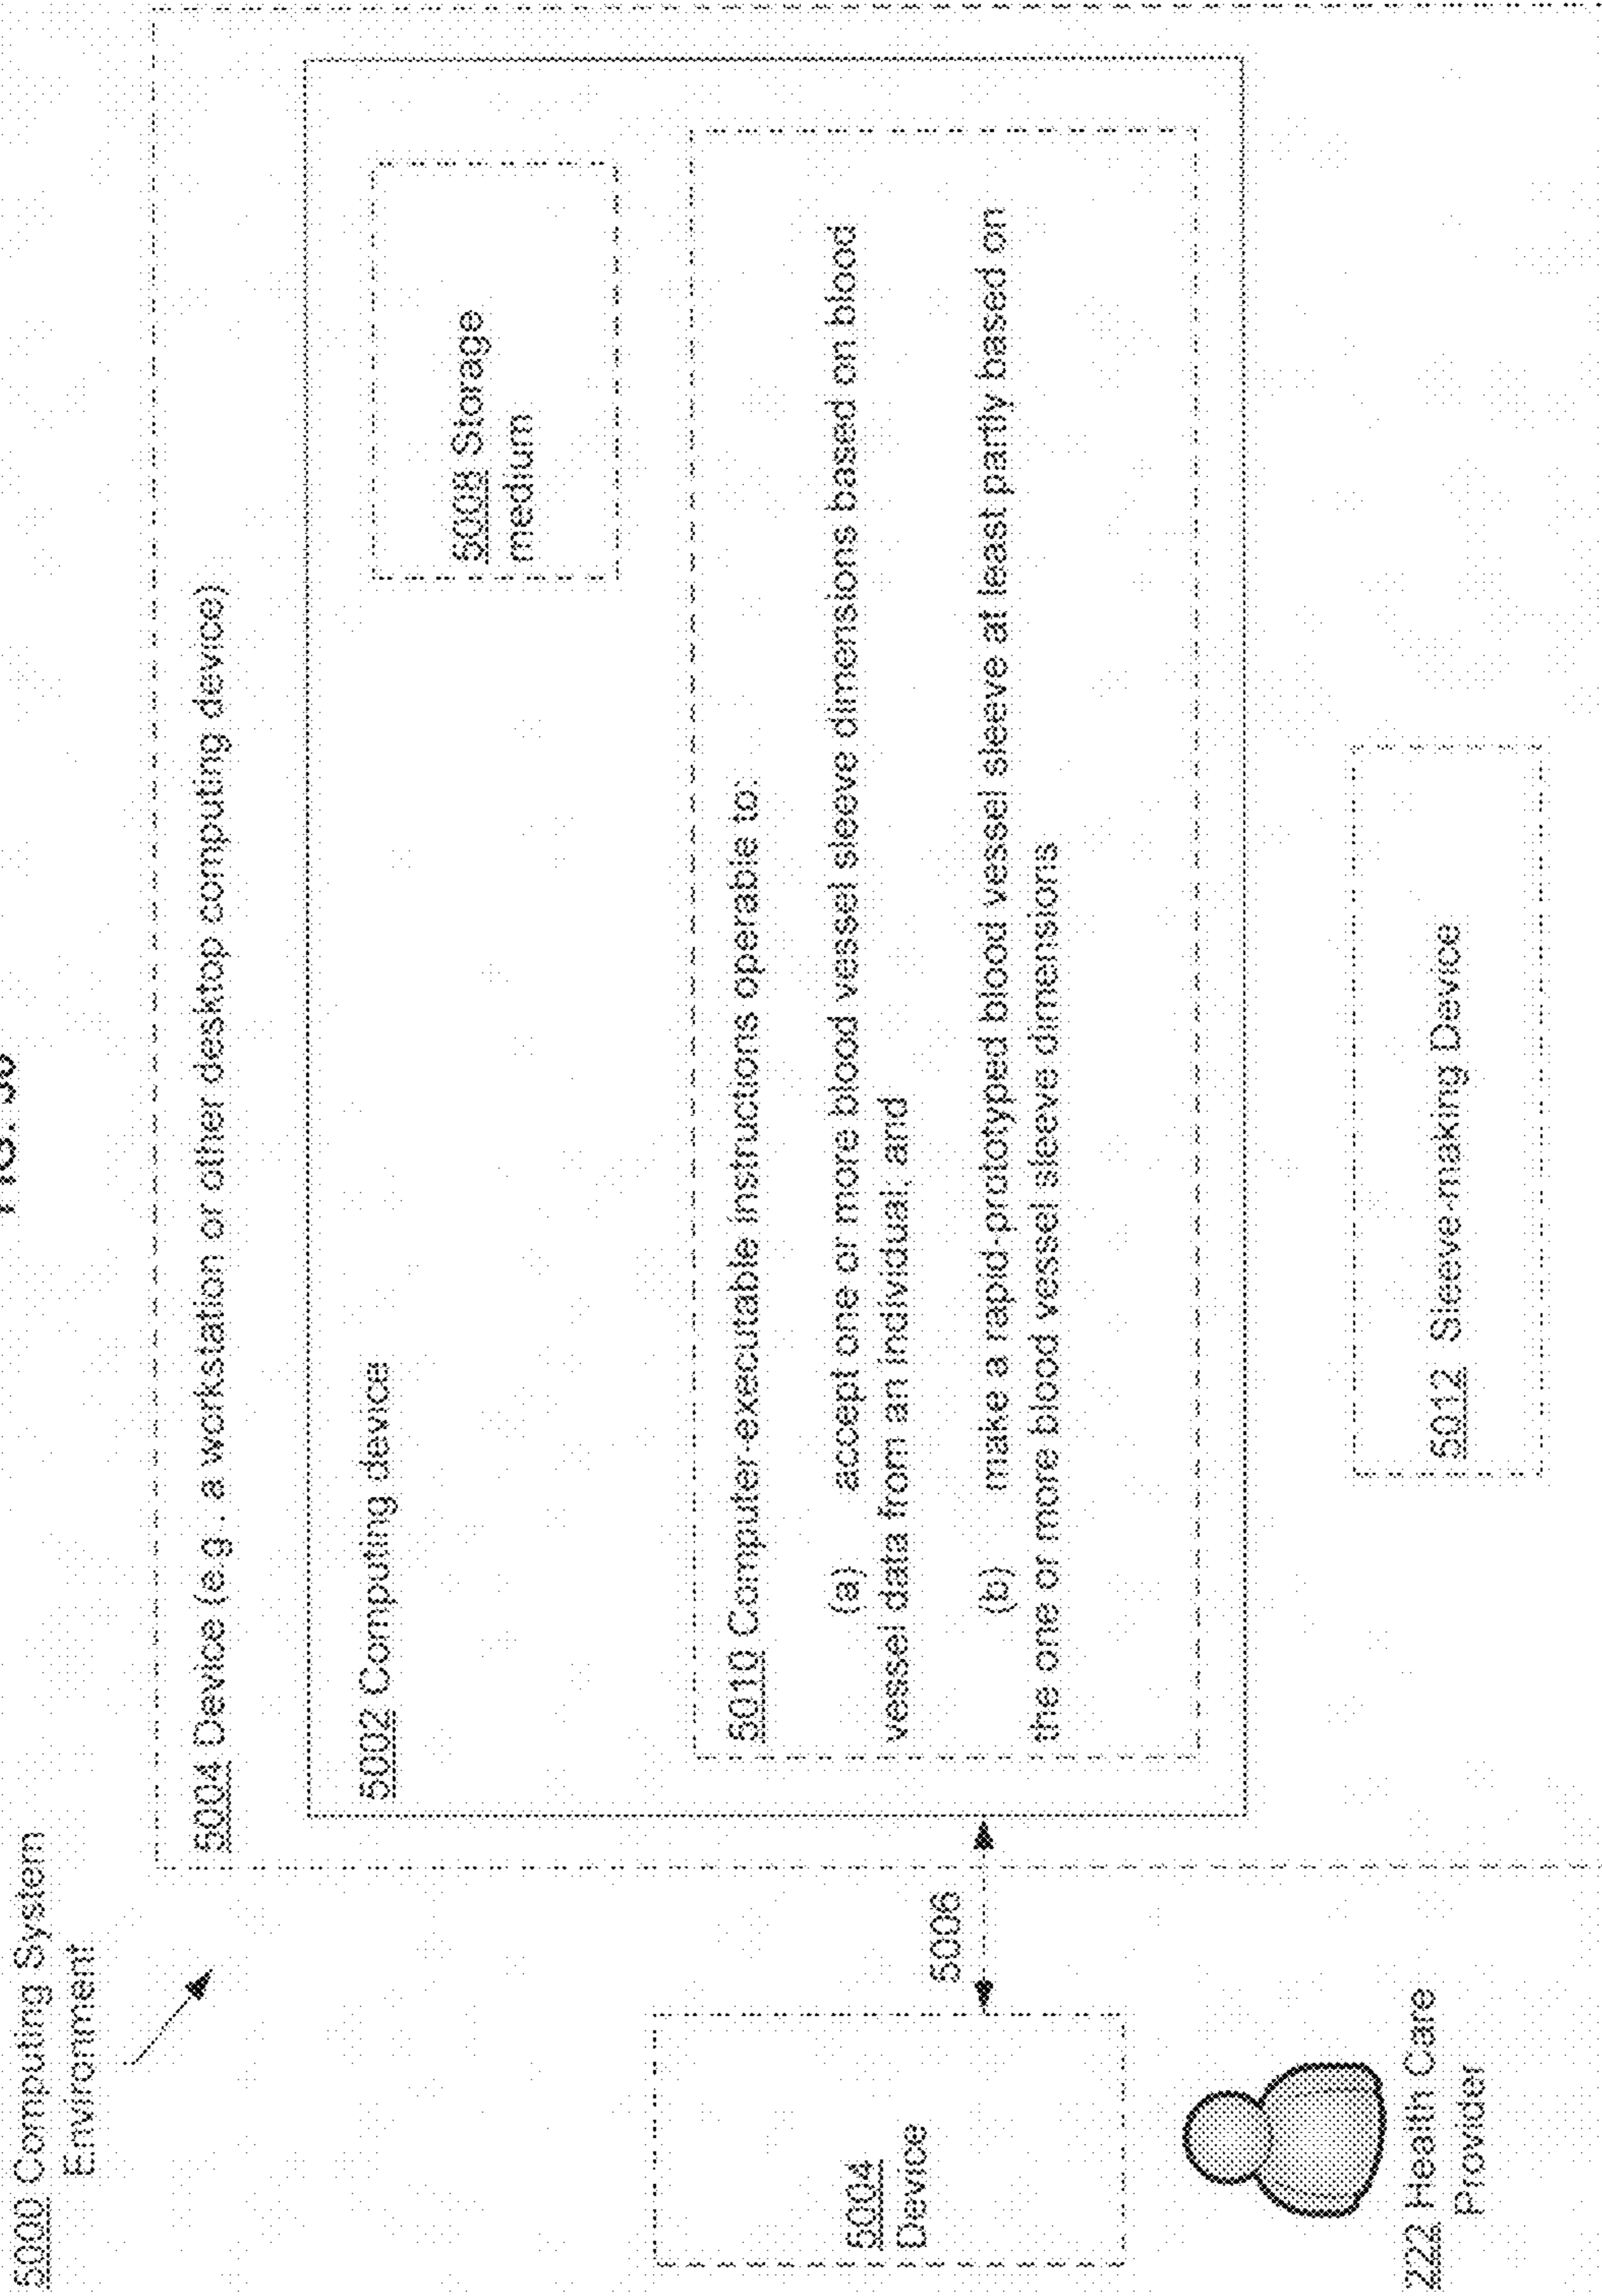 5000 Computing System
Environment
5004 Device (e.g. a workstation or other desktop computing device)
5002 Computing device
5008 Storage
medium
5010 Computer-executable instructions operable to:
(a) accept one or more blood vessel sleeve dimensions based on blood
vessel data from an individual; and
(b) make a rapid-prototyped blood vessel sleeve at least partly based on
the one or more blood vessel sleeve dimensions
5006
5004
Device
222 Health Care
Provider
5012 Sleeve-making Device